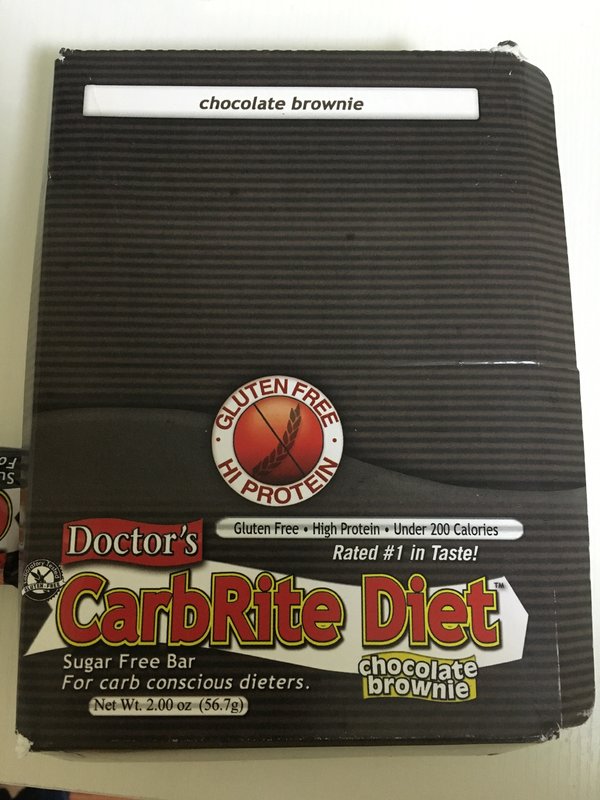 chocolate brownie
GLUTEN FREE
HI PROTEIN
Doctor's
Gluten Free • High Protein • Under 200 Calories
Rated #1 in Taste!
CarbRite Diet™
Sugar Free Bar
For carb conscious dieters.
chocolate
brownie
Net Wt. 2.00 oz (56.7g)